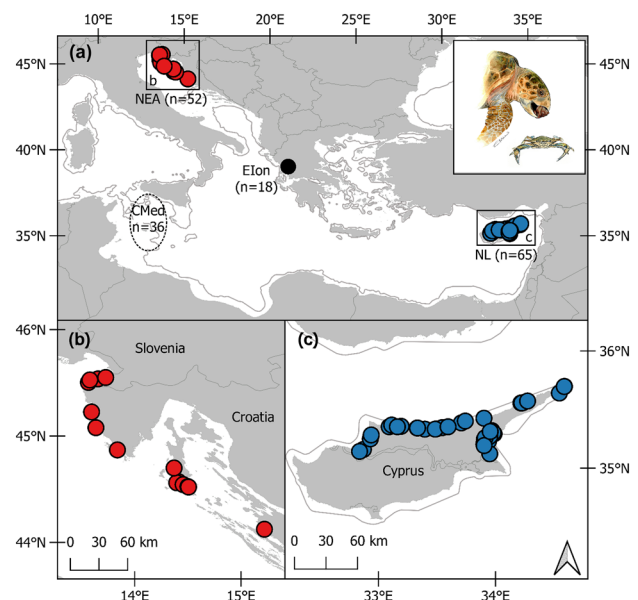 10°E 15°E 20°E 25°E 30°E 35°E
(a)
45°N 45°N
b
NEA (n=52)
40°N 40°N
EIon
(n=18)
CMed
n=36
35°N 35°N
c
NL (n=65)
46°N
(b) (c)
Slovenia
36°N
Croatia
45°N
Cyprus
35°N
44°N
0 30 60 km
0 30 60 km
14°E 15°E 33°E 34°E